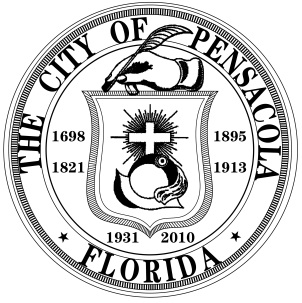 THE CITY OF PENSACOLA
1698 1895
1821 1913
1931 2010
FLORIDA